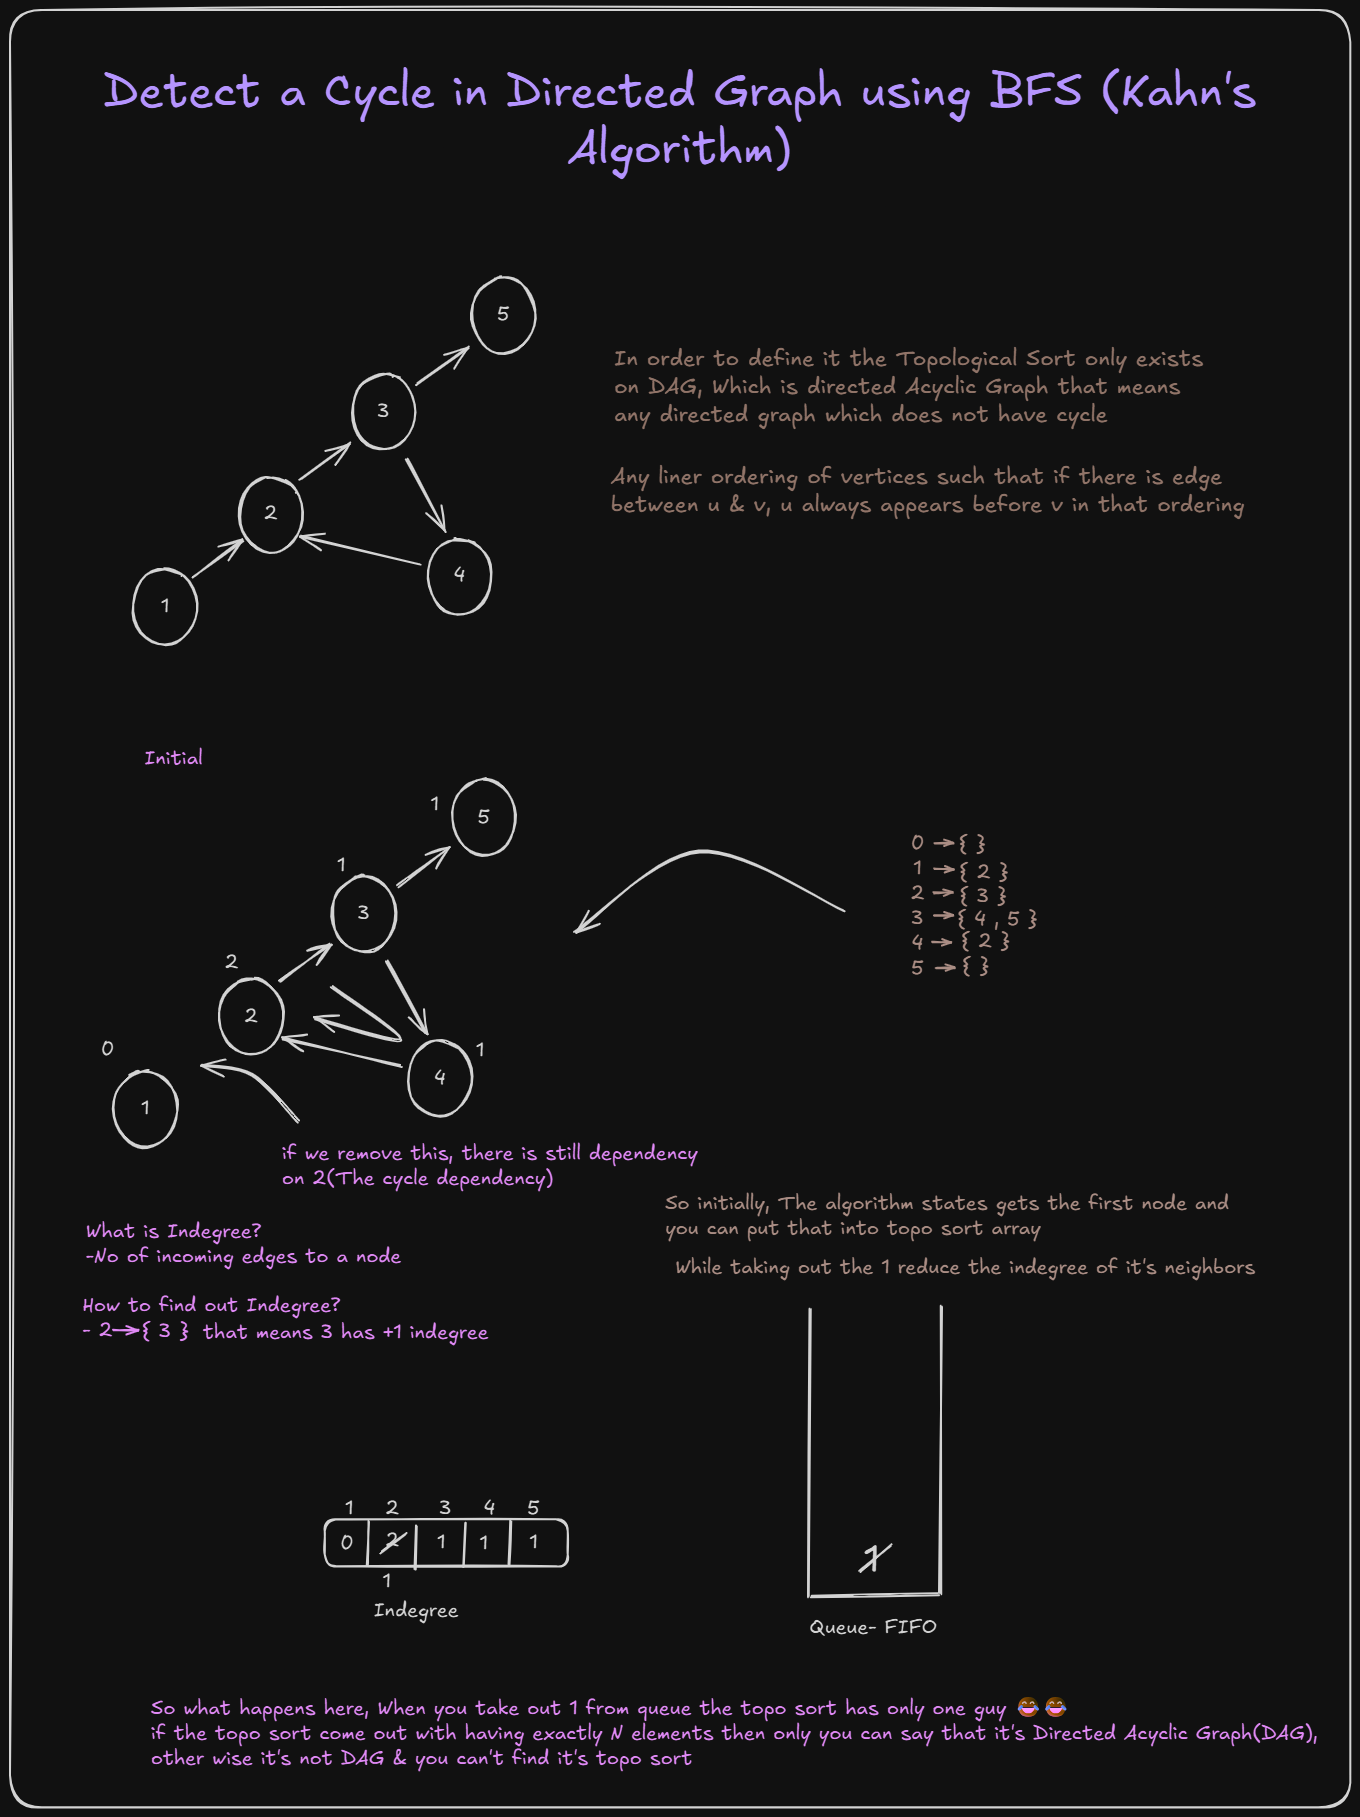 Detect a Cycle in Directed Graph using BFS (Kahn's
Algorithm)
5
3
2
4
1
In order to define it the Topological Sort only exists
on DAG, Which is directed Acyclic Graph that means
any directed graph which does not have cycle
Any liner ordering of vertices such that if there is edge
between u & v, u always appears before v in that ordering
Initial
1
5
1
3
2
2
0
1
4
1
0 → { }
1 → { 2 }
2 → { 3 }
3 → { 4 , 5 }
4 → { 2 }
5 → { }
if we remove this, there is still dependency
on 2(The cycle dependency)
What is Indegree?
-No of incoming edges to a node
How to find out Indegree?
- 2→{ 3 } that means 3 has +1 indegree
So initially, The algorithm states gets the first node and
you can put that into topo sort array
While taking out the 1 reduce the indegree of it's neighbors
1 2 3 4 5
0 2 1 1 1
1
Indegree
1
Queue- FIFO
So what happens here, When you take out 1 from queue the topo sort has only one guy 😂😂
if the topo sort come out with having exactly N elements then only you can say that it's Directed Acyclic Graph(DAG),
other wise it's not DAG & you can't find it's topo sort